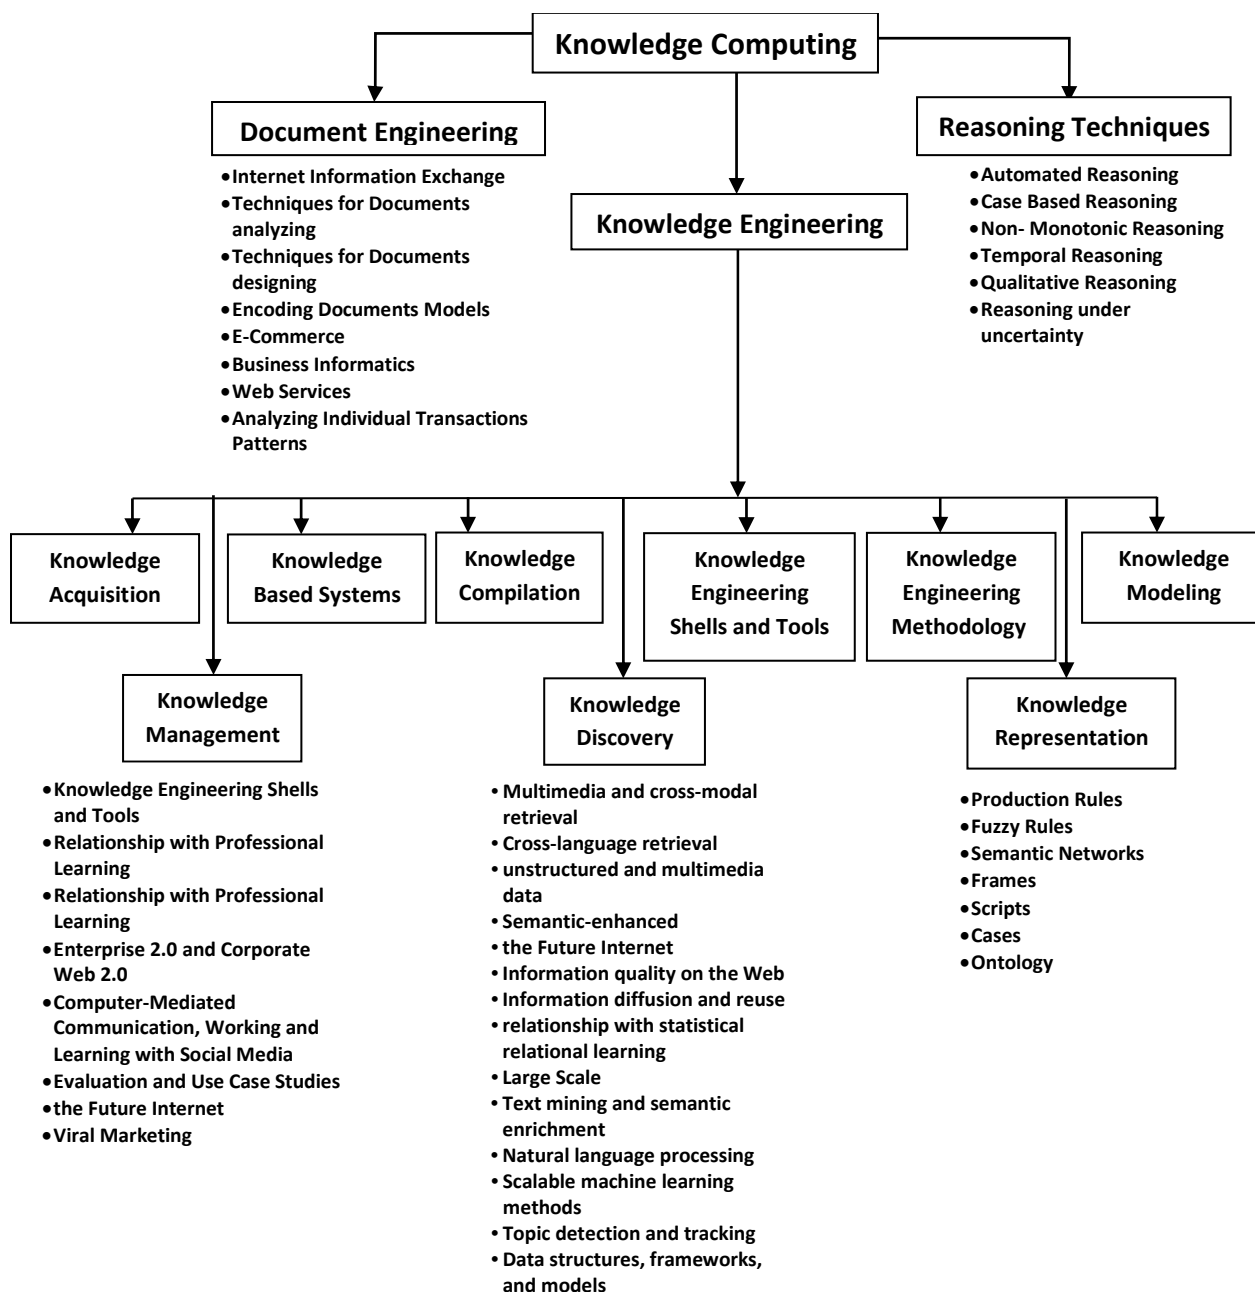 Knowledge Computing
Document Engineering
• Internet Information Exchange
• Techniques for Documents
analyzing
• Techniques for Documents
designing
• Encoding Documents Models
• E-Commerce
• Business Informatics
• Web Services
• Analyzing Individual Transactions
Patterns
Knowledge Engineering
Reasoning Techniques
• Automated Reasoning
• Case Based Reasoning
• Non- Monotonic Reasoning
• Temporal Reasoning
• Qualitative Reasoning
• Reasoning under
uncertainty
Knowledge
Acquisition
Knowledge
Based Systems
Knowledge
Compilation
Knowledge
Engineering
Shells and Tools
Knowledge
Engineering
Methodology
Knowledge
Modeling
Knowledge
Management
• Knowledge Engineering Shells
and Tools
• Relationship with Professional
Learning
• Relationship with Professional
Learning
• Enterprise 2.0 and Corporate
Web 2.0
• Computer-Mediated
Communication, Working and
Learning with Social Media
• Evaluation and Use Case Studies
• the Future Internet
• Viral Marketing
Knowledge
Discovery
• Multimedia and cross-modal
retrieval
• Cross-language retrieval
• unstructured and multimedia
data
• Semantic-enhanced
• the Future Internet
• Information quality on the Web
• Information diffusion and reuse
• relationship with statistical
relational learning
• Large Scale
• Text mining and semantic
enrichment
• Natural language processing
• Scalable machine learning
methods
• Topic detection and tracking
• Data structures, frameworks,
and models
Knowledge
Representation
• Production Rules
• Fuzzy Rules
• Semantic Networks
• Frames
• Scripts
• Cases
• Ontology